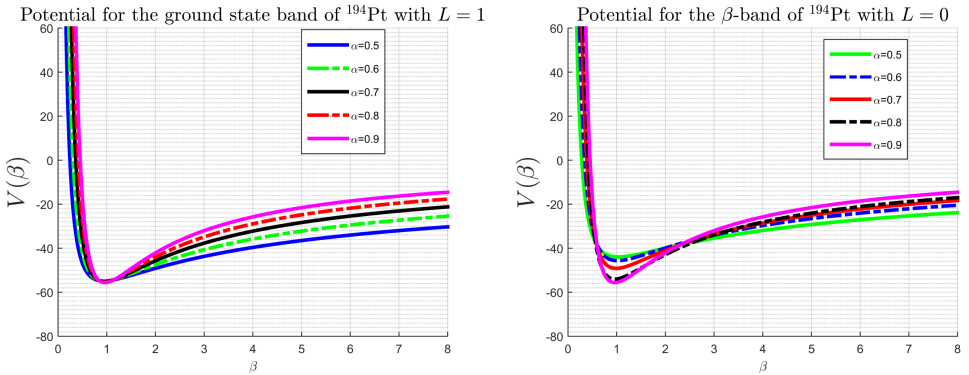 Potential for the ground state band of ¹⁹⁴Pt with L = 1
V(β)
60
40
20
0
-20
-40
-60
-80
α=0.5
α=0.6
α=0.7
α=0.8
α=0.9
0 1 2 3 4 5 6 7 8
β
Potential for the β-band of ¹⁹⁴Pt with L = 0
V(β)
60
40
20
0
-20
-40
-60
-80
α=0.5
α=0.6
α=0.7
α=0.8
α=0.9
0 1 2 3 4 5 6 7 8
β